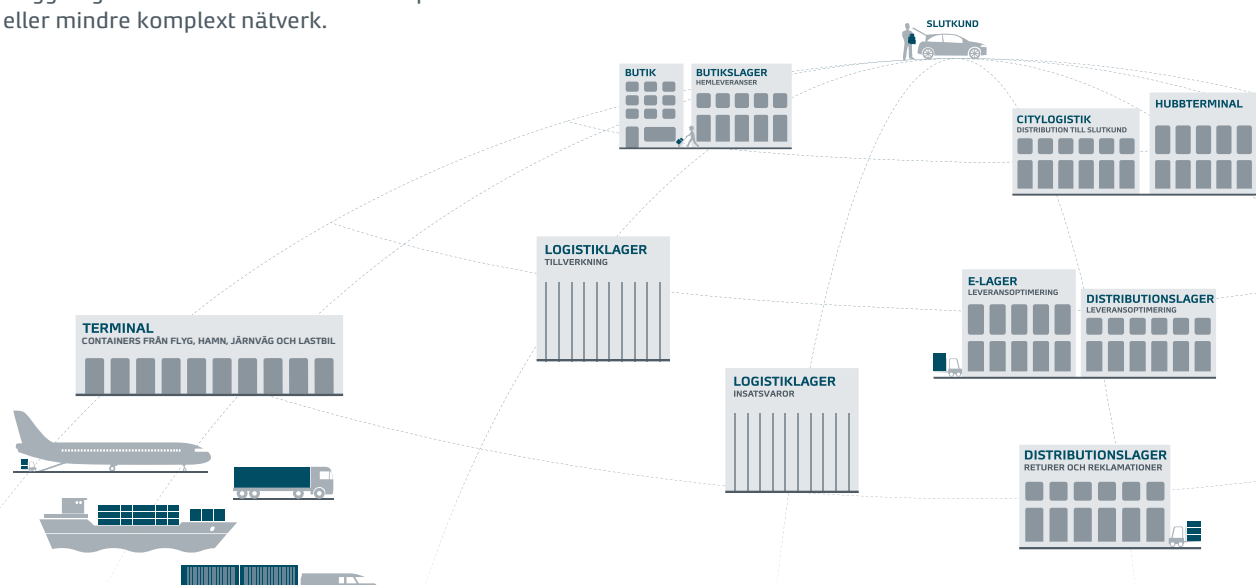 eller mindre komplext nätverk.
SLUTKUND
BUTIK
BUTIKSLAGER
HEMLEVERANSER
CITYLOGISTIK
DISTRIBUTION TILL SLUTKUND
HUBBTERMINAL
LOGISTIKLAGER
TILLVERKNING
E-LAGER
LEVERANSOPTIMERING
DISTRIBUTIONSLAGER
LEVERANSOPTIMERING
TERMINAL
CONTAINERS FRÅN FLYG, HAMN, JÄRNVÄG OCH LASTBIL
LOGISTIKLAGER
INSATSVAROR
DISTRIBUTIONSLAGER
RETURER OCH REKLAMATIONER